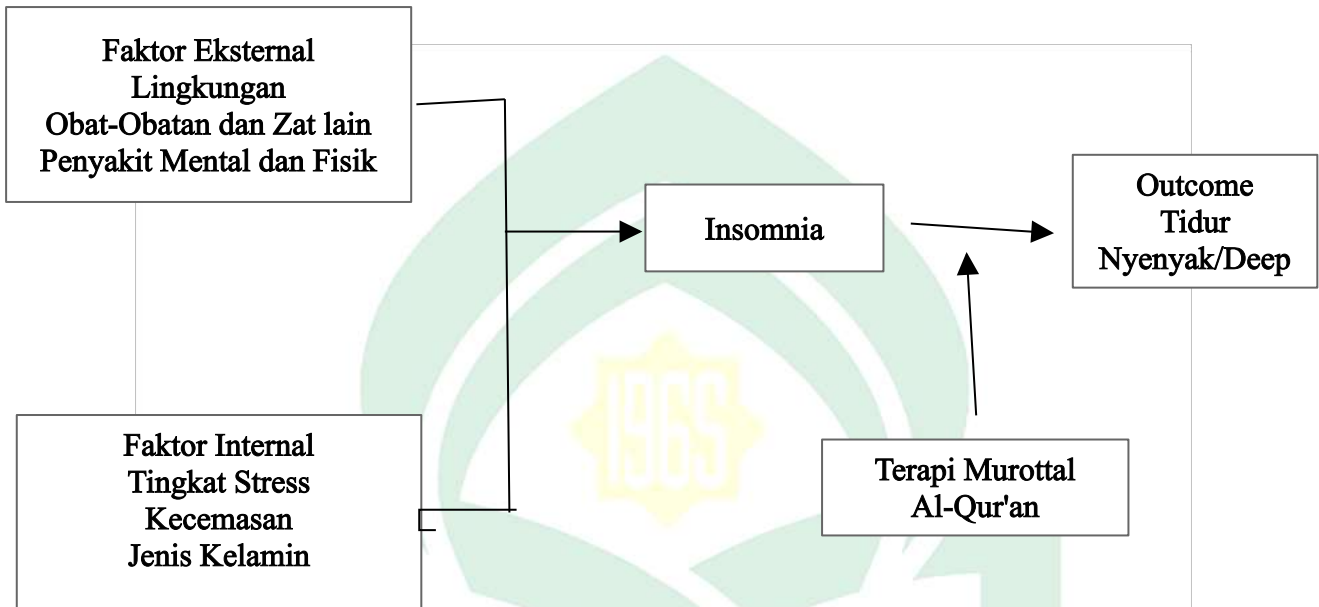 Faktor Eksternal
Lingkungan
Obat-Obatan dan Zat lain
Penyakit Mental dan Fisik
Insomnia
Outcome
Tidur
Nyenyak/Deep
Faktor Internal
Tingkat Stress
Kecemasan
Jenis Kelamin
Terapi Murottal
Al-Qur'an
1965